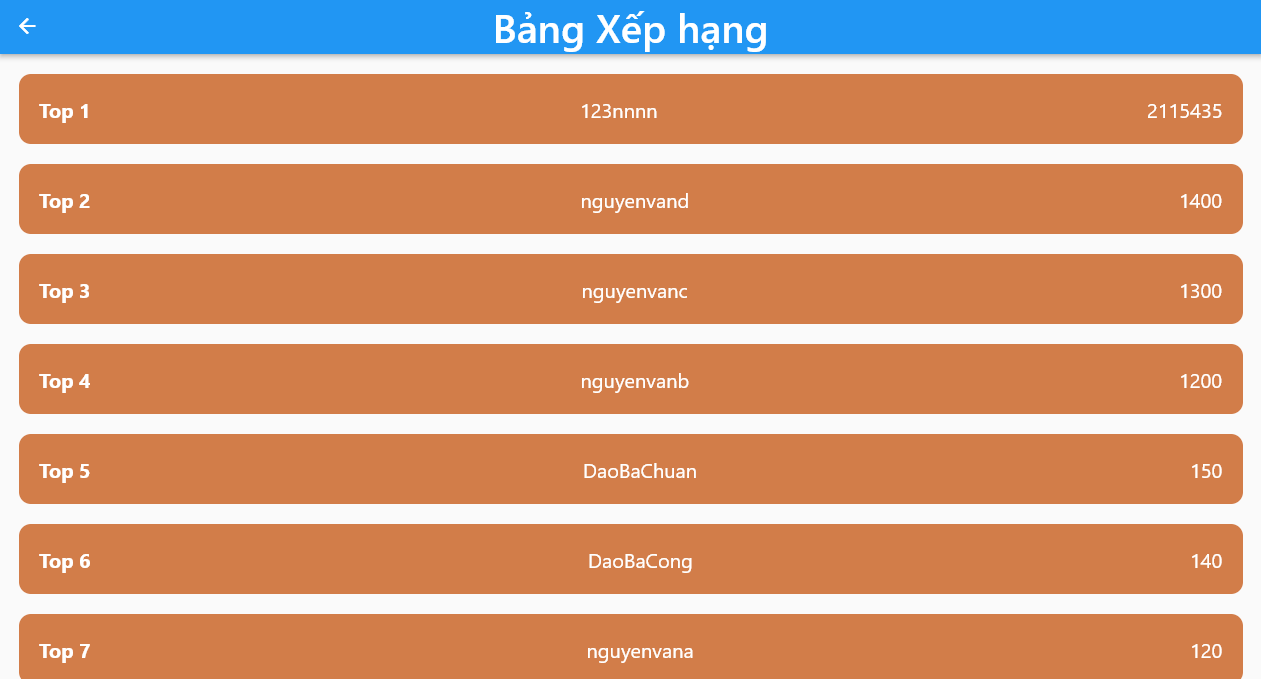 Bảng Xếp hạng
Top 1 123nnnn 2115435
Top 2 nguyenvand 1400
Top 3 nguyenvanc 1300
Top 4 nguyenvanb 1200
Top 5 DaoBaChuan 150
Top 6 DaoBaCong 140
Top 7 nguyenvana 120